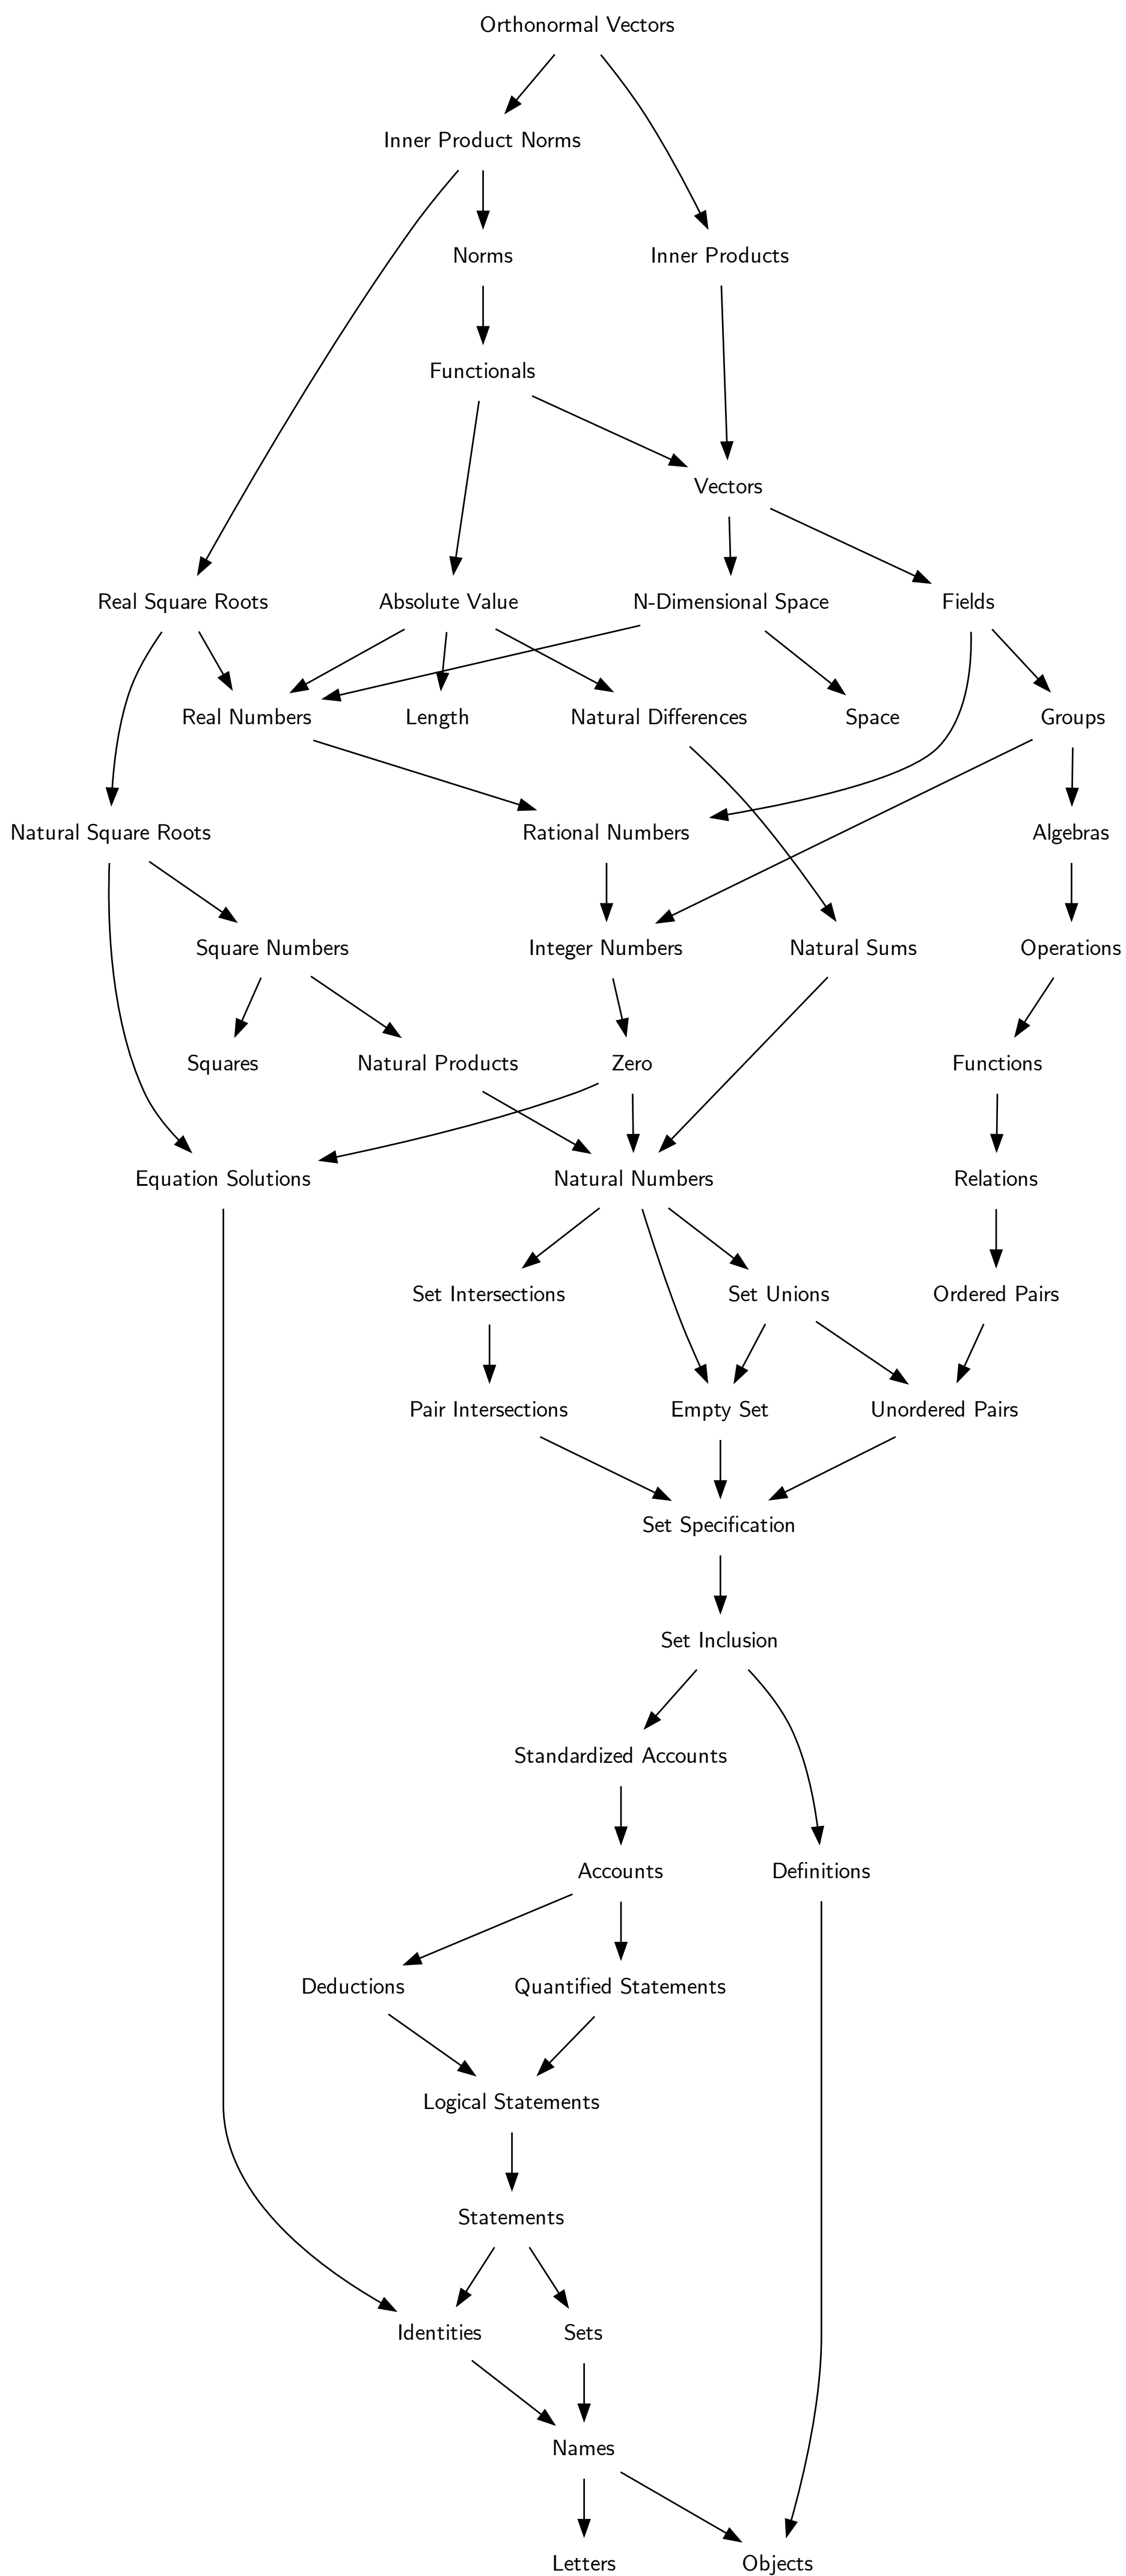 Orthonormal Vectors
Inner Product Norms
Norms
Inner Products
Functionals
Vectors
Real Square Roots
Absolute Value
N-Dimensional Space
Fields
Real Numbers
Length
Natural Differences
Space
Groups
Natural Square Roots
Rational Numbers
Algebras
Square Numbers
Integer Numbers
Natural Sums
Operations
Squares
Natural Products
Zero
Functions
Equation Solutions
Natural Numbers
Relations
Set Intersections
Set Unions
Ordered Pairs
Pair Intersections
Empty Set
Unordered Pairs
Set Specification
Set Inclusion
Standardized Accounts
Accounts
Definitions
Deductions
Quantified Statements
Logical Statements
Statements
Identities
Sets
Names
Letters
Objects